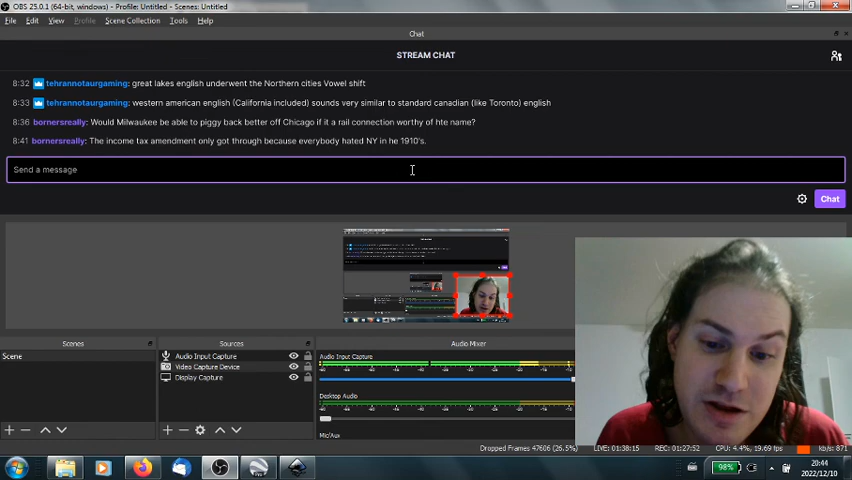 OBS 25.0.1 (64-bit, windows) - Profile: Untitled - Scenes: Untitled
File Edit View Profile Scene Collection Tools Help
Chat
STREAM CHAT
8:32 tehrannotaurgaming: great lakes english underwent the Northern cities Vowel shift
8:33 tehrannotaurgaming: western american english (California included) sounds very similar to standard canadian (like Toronto) english
8:36 bornersreally: Would Milwaukee be able to piggy back better off Chicago if it a rail connection worthy of hte name?
8:41 bornersreally: The income tax amendment only got through because everybody hated NY in he 1910's.
Send a message
Chat
Scenes
Sources
Audio Mixer
Scene
Audio Input Capture
Video Capture Device
Display Capture
Audio Input Capture
Desktop Audio
Mic/Aux
Dropped Frames 47606 (26.5%) LIVE: 01:38:15 REC: 01:27:52 CPU: 4.4%, 19.69 fps kb/s: 871
98%
20:44
2022/12/10